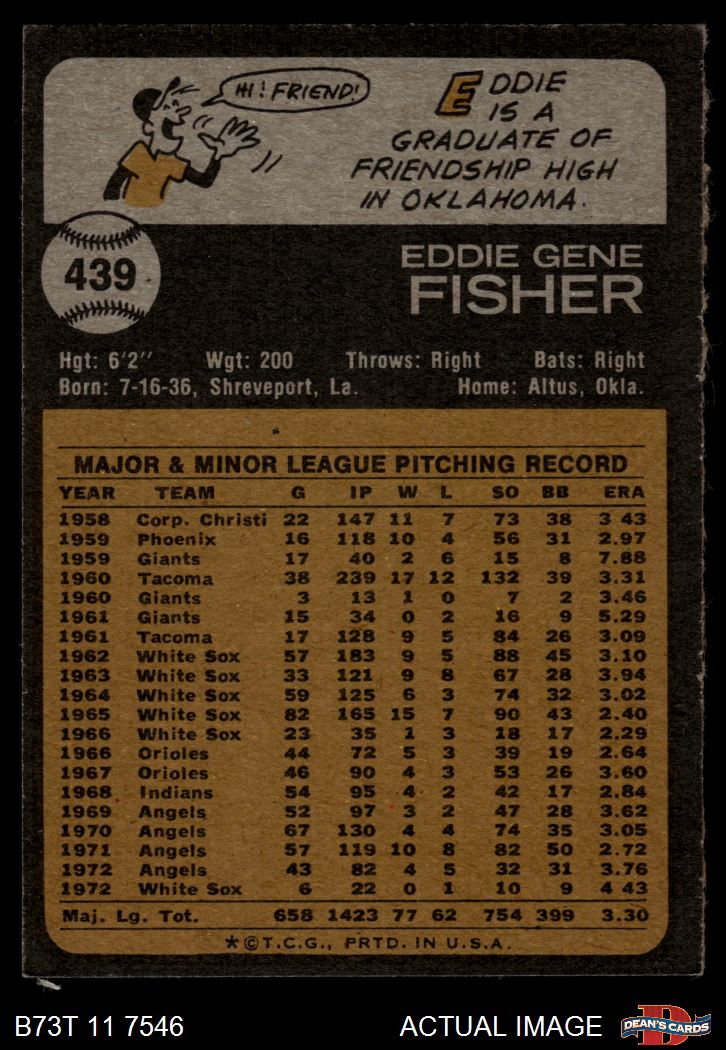 HI! FRIEND!
EDDIE
IS A
GRADUATE OF
FRIENDSHIP HIGH
IN OKLAHOMA.
439
EDDIE GENE
FISHER
Hgt: 6'2" Wgt: 200 Throws: Right Bats: Right
Born: 7-16-36, Shreveport, La. Home: Altus, Okla.
MAJOR & MINOR LEAGUE PITCHING RECORD
YEAR TEAM G IP W L SO BB ERA
1958 Corp. Christi 22 147 11 7 73 38 3 43
1959 Phoenix 16 118 10 4 56 31 2.97
1959 Giants 17 40 2 6 15 8 7.88
1960 Tacoma 38 239 17 12 132 39 3.31
1960 Giants 3 13 1 0 7 2 3.46
1961 Giants 15 34 0 2 16 9 5.29
1961 Tacoma 17 128 9 5 84 26 3.09
1962 White Sox 57 183 9 5 88 45 3.10
1963 White Sox 33 121 9 8 67 28 3.94
1964 White Sox 59 125 6 3 74 32 3.02
1965 White Sox 82 165 15 7 90 43 2.40
1966 White Sox 23 35 1 3 18 17 2.29
1966 Orioles 44 72 5 3 39 19 2.64
1967 Orioles 46 90 4 3 53 26 3.60
1968 Indians 54 95 4 2 42 17 2.84
1969 Angels 52 97 3 2 47 28 3.62
1970 Angels 67 130 4 4 74 35 3.05
1971 Angels 57 119 10 8 82 50 2.72
1972 Angels 43 82 4 5 32 31 3.76
1972 White Sox 6 22 0 1 10 9 4 43
Maj. Lg. Tot. 658 1423 77 62 754 399 3.30
*©T.C.G., PRTD. IN U.S.A.
B73T 11 7546 ACTUAL IMAGE DEAN'S CARDS